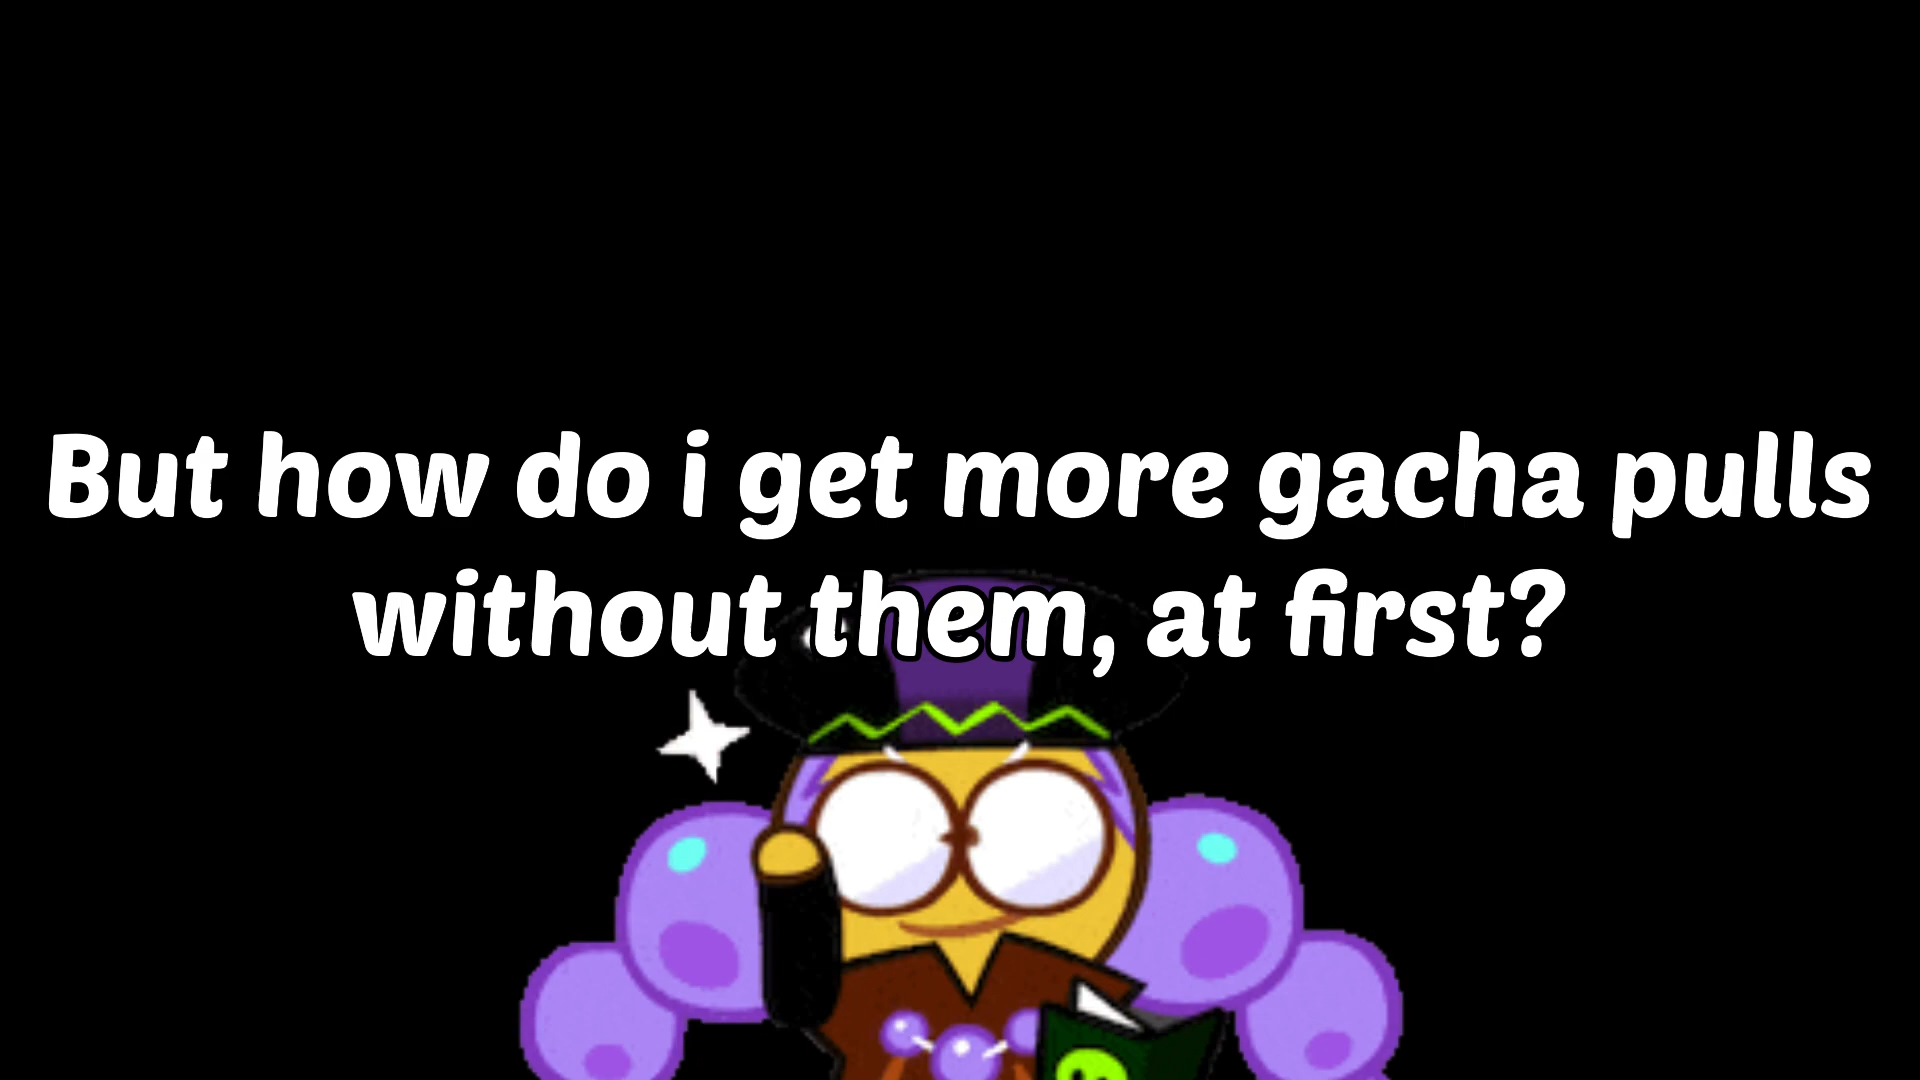 But how do i get more gacha pulls
without them, at first?